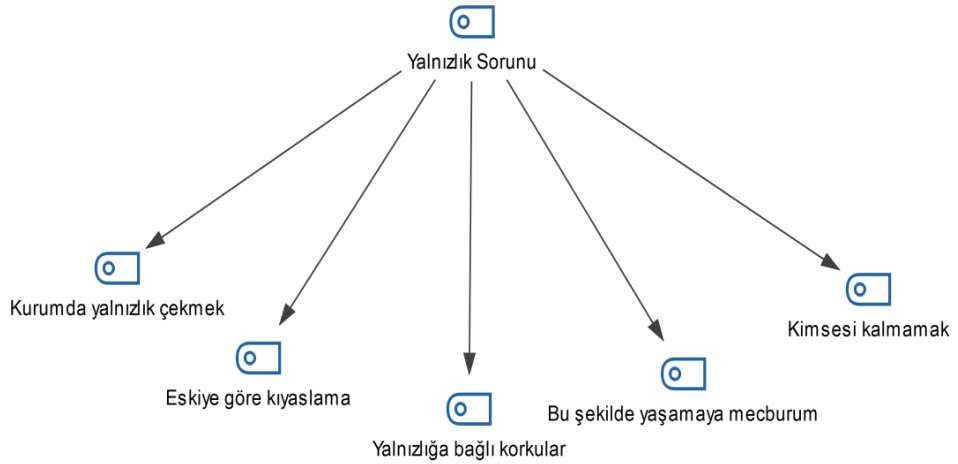 Yalnızlık Sorunu
Kurumda yalnızlık çekmek
Eskiye göre kıyaslama
Yalnızlığa bağlı korkular
Bu şekilde yaşamaya mecburum
Kimsesi kalmamak